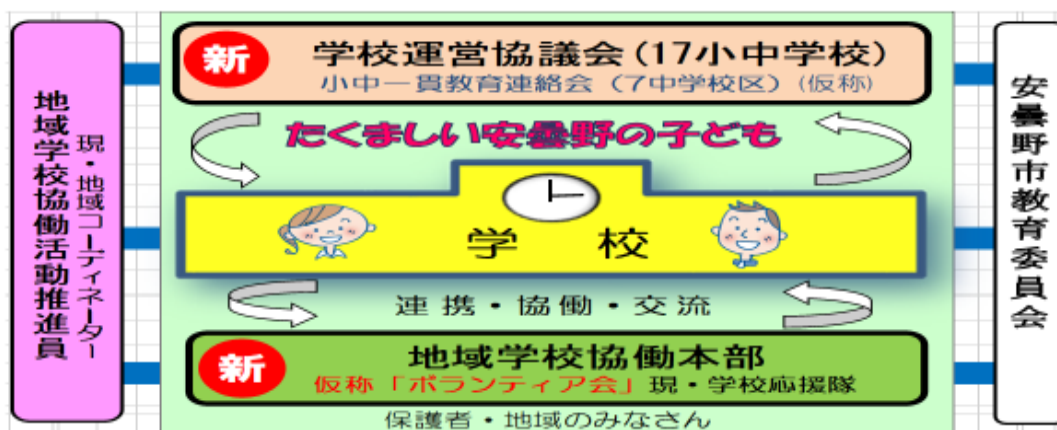 地域学校協働活動推進員
現・地域コーディネーター
新
学校運営協議会(17小中学校)
小中一貫教育連絡会(7中学校区)(仮称)
たくましい安曇野の子ども
学校
連携・協働・交流
新
地域学校協働本部
仮称「ボランティア会」現・学校応援隊
保護者・地域のみなさん
安曇野市教育委員会